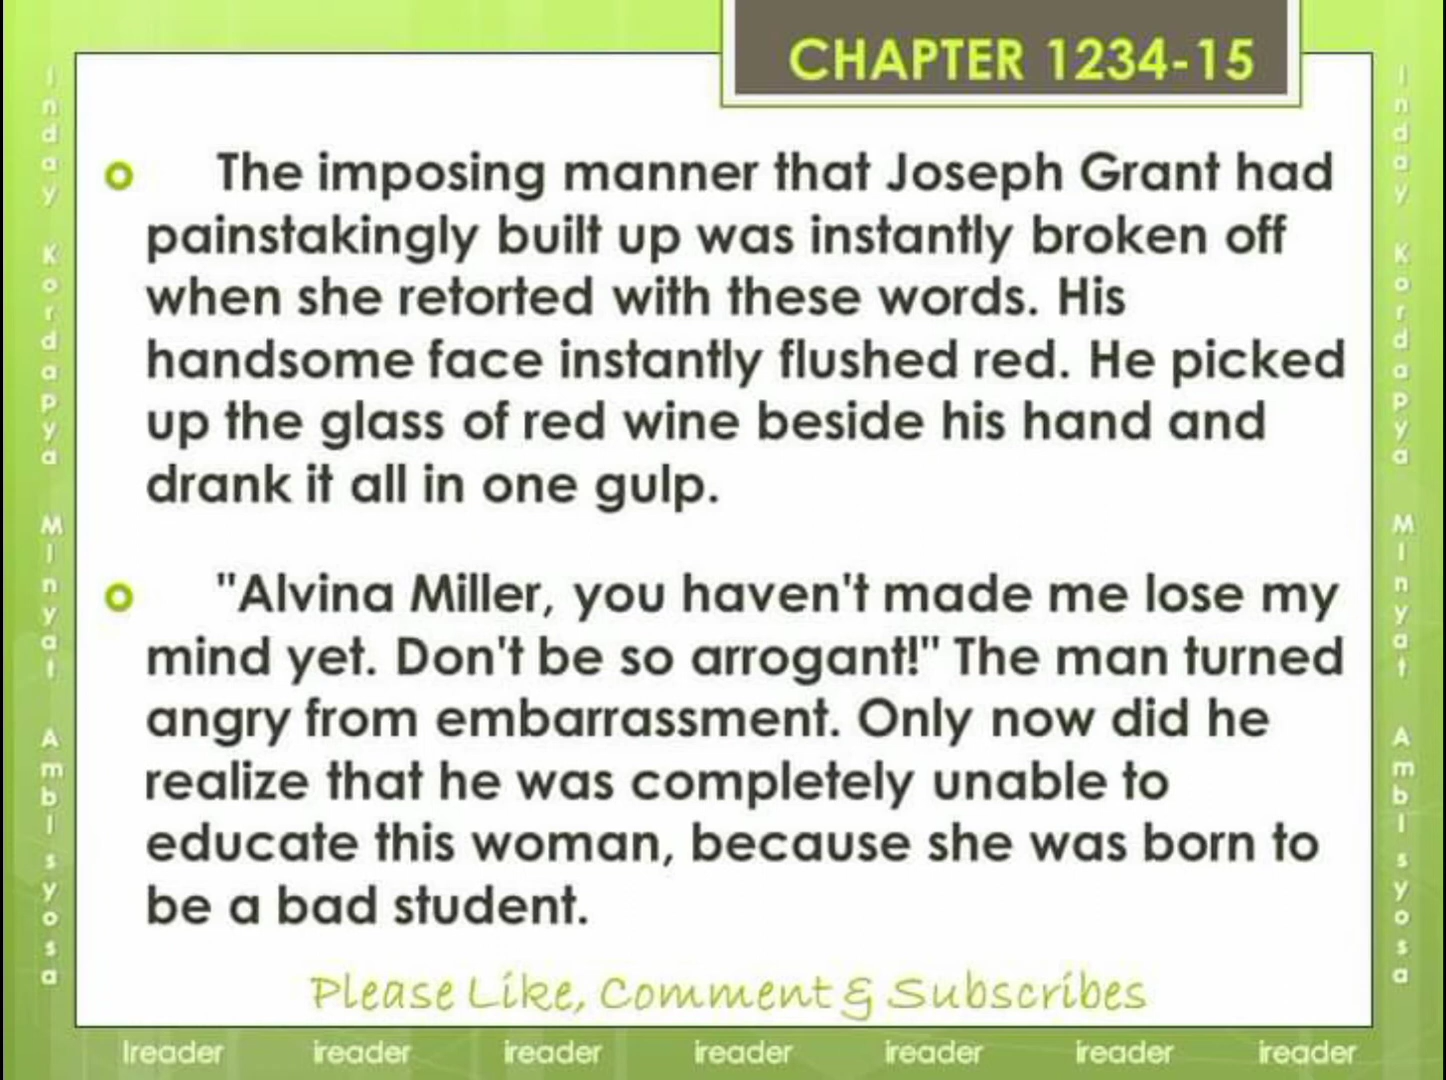 CHAPTER 1234-15
The imposing manner that Joseph Grant had
painstakingly built up was instantly broken off
when she retorted with these words. His
handsome face instantly flushed red. He picked
up the glass of red wine beside his hand and
drank it all in one gulp.
"Alvina Miller, you haven't made me lose my
mind yet. Don't be so arrogant!" The man turned
angry from embarrassment. Only now did he
realize that he was completely unable to
educate this woman, because she was born to
be a bad student.
Please Like, Comment & Subscribes
Inday Kordapya MInyat AmbIsyosa
Inday Kordapya MInyat AmbIsyosa
Ireader ireader ireader ireader ireader ireader ireader